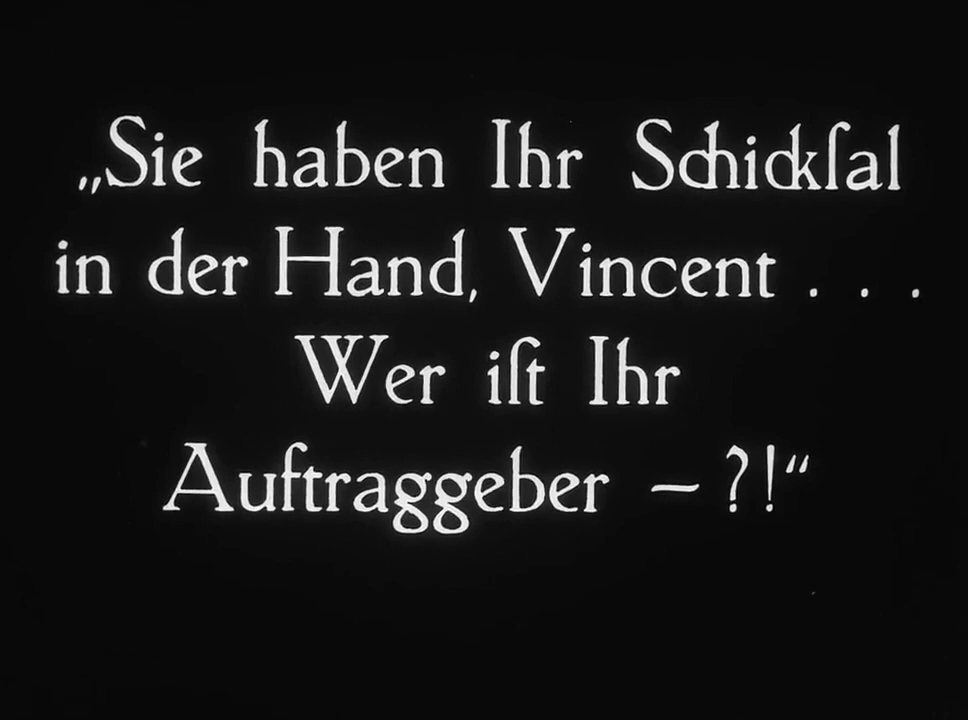 „Sie haben Ihr Schickſal
in der Hand, Vincent . . .
Wer iſt Ihr
Auftraggeber – ?!“